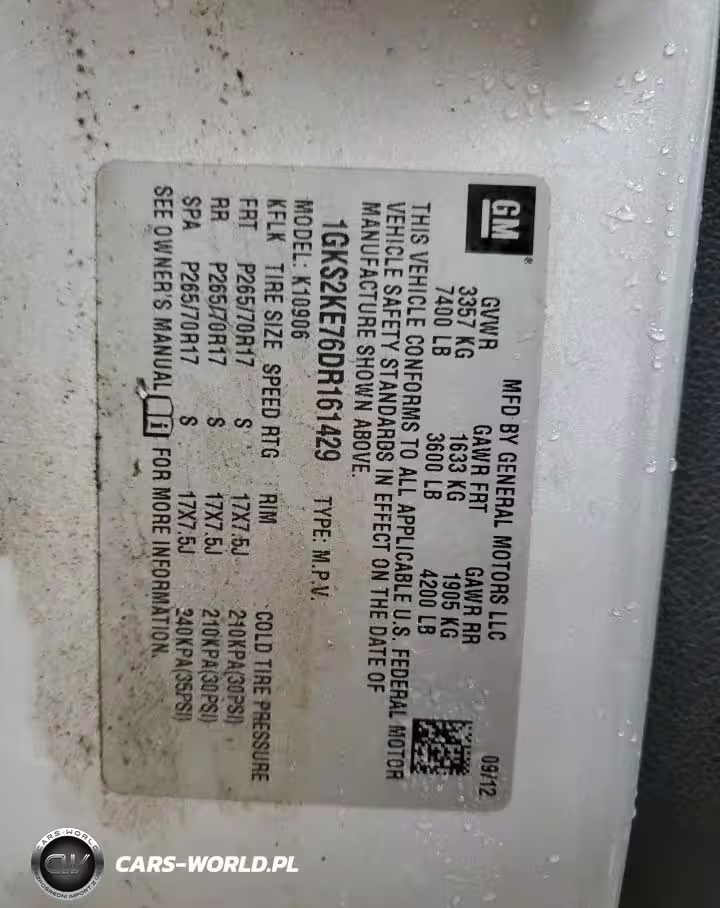 GM
MFD BY GENERAL MOTORS LLC 09/12
GVWR GAWR FRT GAWR RR
3357 KG 1633 KG 1905 KG
7400 LB 3600 LB 4200 LB
THIS VEHICLE CONFORMS TO ALL APPLICABLE U.S. FEDERAL MOTOR
VEHICLE SAFETY STANDARDS IN EFFECT ON THE DATE OF
MANUFACTURE SHOWN ABOVE.
1GKS2KE76DR161429 TYPE: M.P.V.
MODEL: K10906
KFLK TIRE SIZE SPEED RTG RIM COLD TIRE PRESSURE
FRT P265/70R17 S 17X7.5J 210KPA(30PSI)
RR P265/70R17 S 17X7.5J 210KPA(30PSI)
SPA P265/70R17 S 17X7.5J 240KPA(35PSI)
SEE OWNER'S MANUAL i FOR MORE INFORMATION.
CARS-WORLD
CW
CARS-WORLD.PL